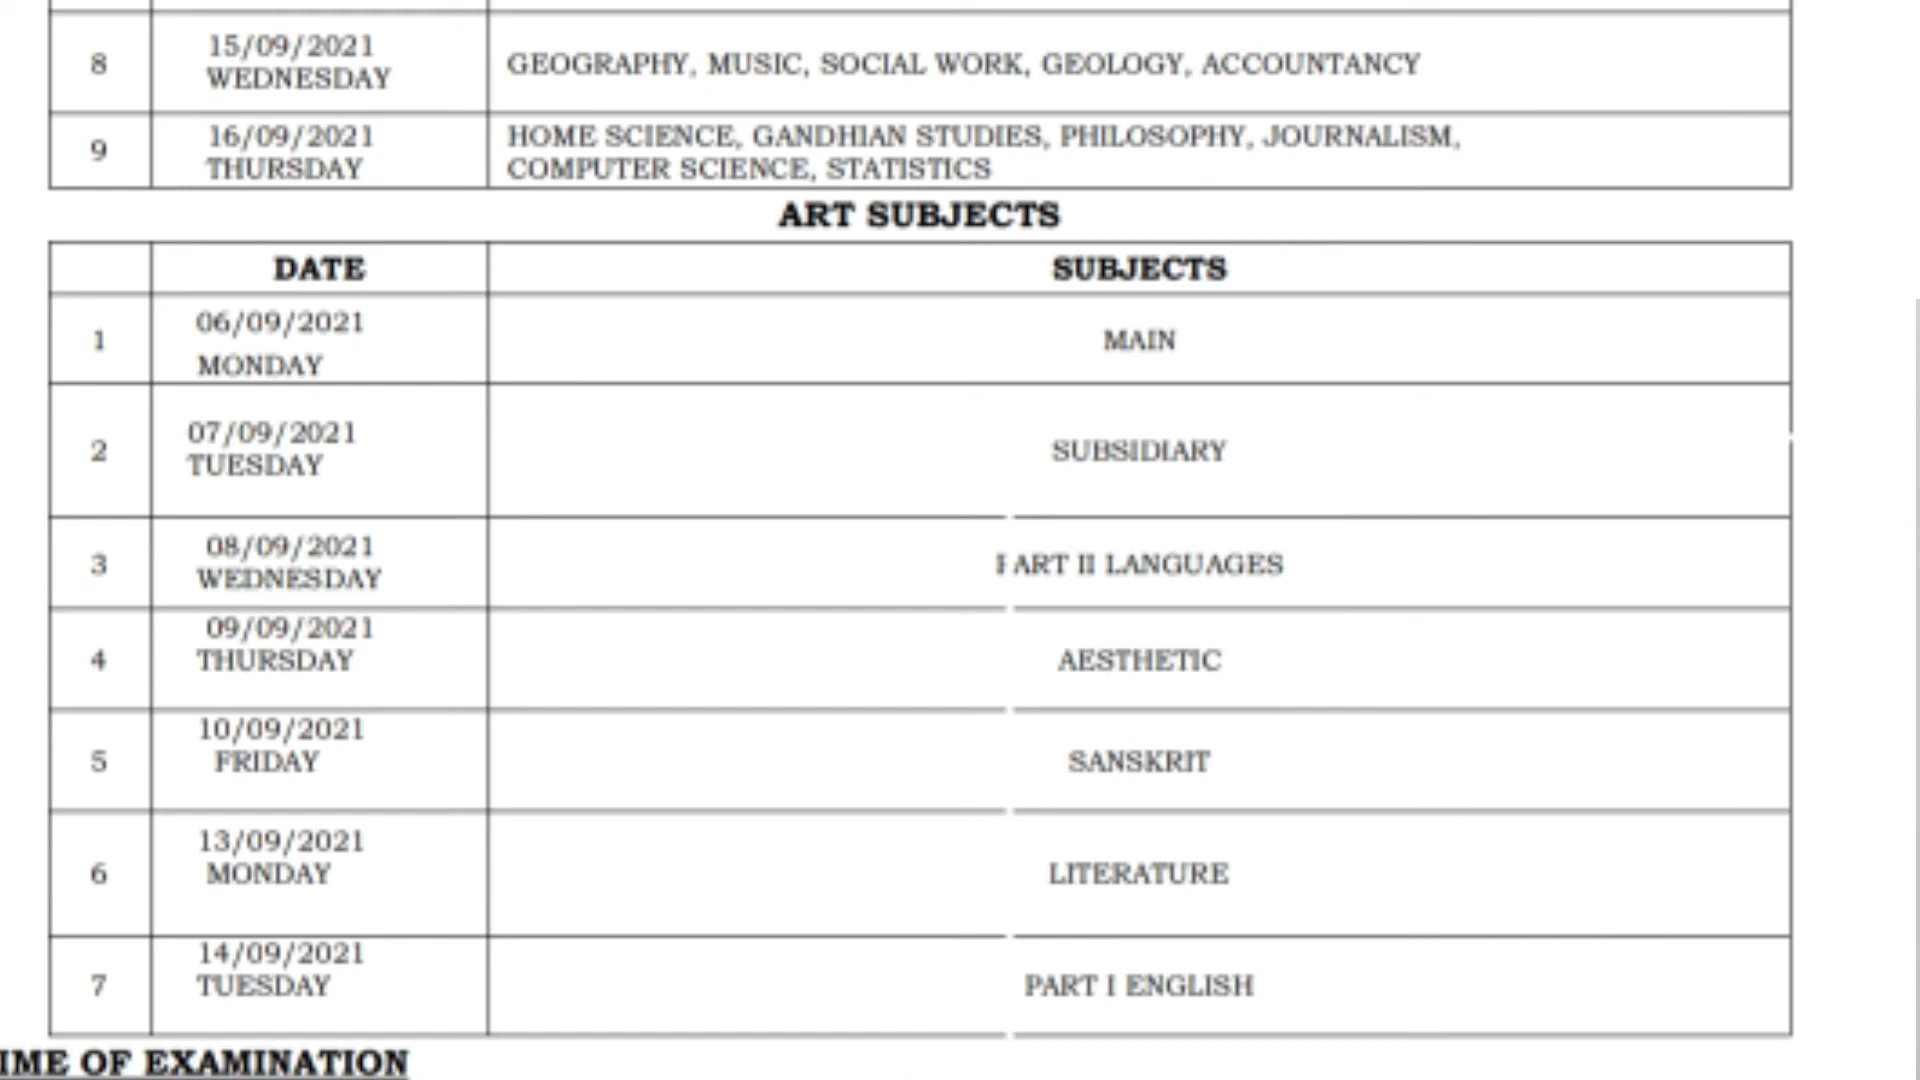 8 15/09/2021 WEDNESDAY GEOGRAPHY, MUSIC, SOCIAL WORK, GEOLOGY, ACCOUNTANCY
9 16/09/2021 THURSDAY HOME SCIENCE, GANDHIAN STUDIES, PHILOSOPHY, JOURNALISM, COMPUTER SCIENCE, STATISTICS
ART SUBJECTS
DATE SUBJECTS
1 06/09/2021 MONDAY MAIN
2 07/09/2021 TUESDAY SUBSIDIARY
3 08/09/2021 WEDNESDAY PART II LANGUAGES
4 09/09/2021 THURSDAY AESTHETIC
5 10/09/2021 FRIDAY SANSKRIT
6 13/09/2021 MONDAY LITERATURE
7 14/09/2021 TUESDAY PART I ENGLISH
IME OF EXAMINATION